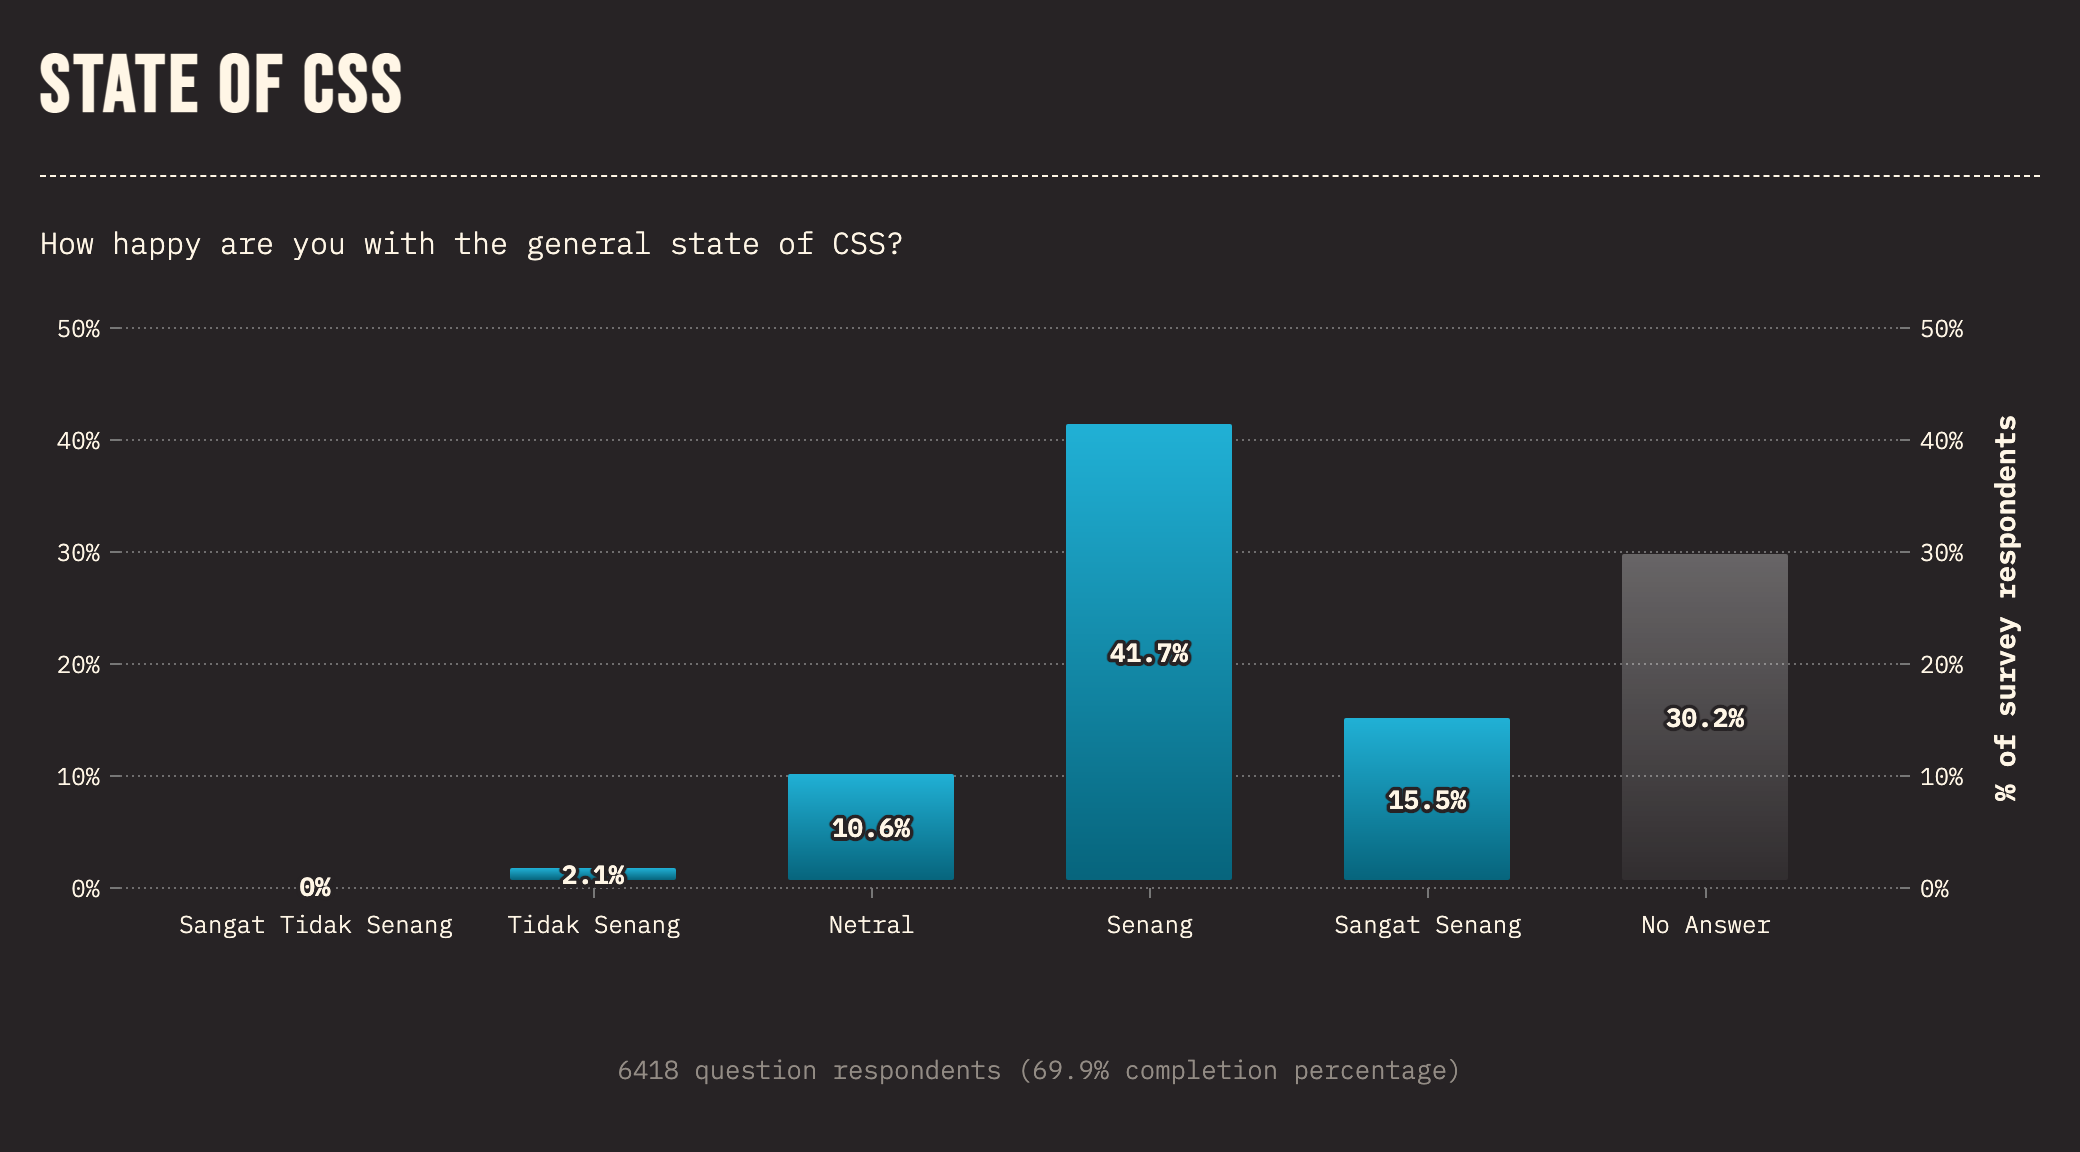 STATE OF CSS
How happy are you with the general state of CSS?
50%
40%
30%
20%
10%
0%
50%
40%
30%
20%
10%
0%
% of survey respoupents
0%
2.1%
10.6%
41.7%
15.5%
30.2%
Sangat Tidak Senang
Tidak Senang
Netral
Senang
Sangat Senang
No Answer
6418 question respondents (69.9% completion percentage)